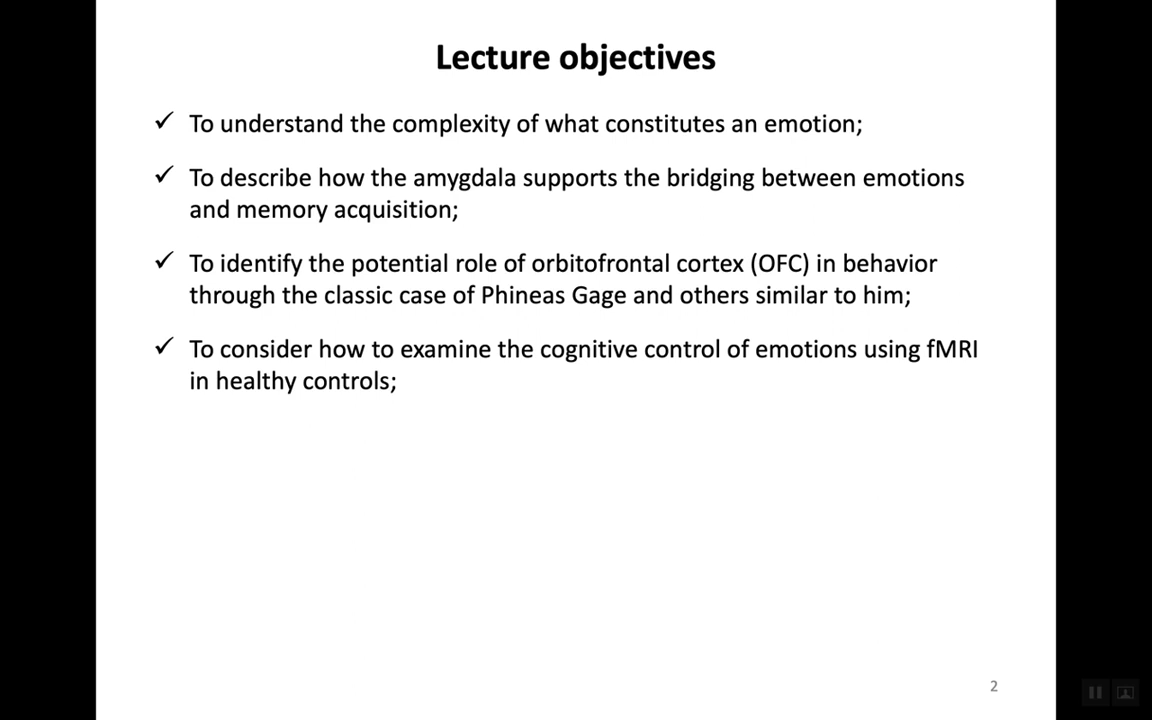 Lecture objectives
✓ To understand the complexity of what constitutes an emotion;
✓ To describe how the amygdala supports the bridging between emotions
and memory acquisition;
✓ To identify the potential role of orbitofrontal cortex (OFC) in behavior
through the classic case of Phineas Gage and others similar to him;
✓ To consider how to examine the cognitive control of emotions using fMRI
in healthy controls;
2